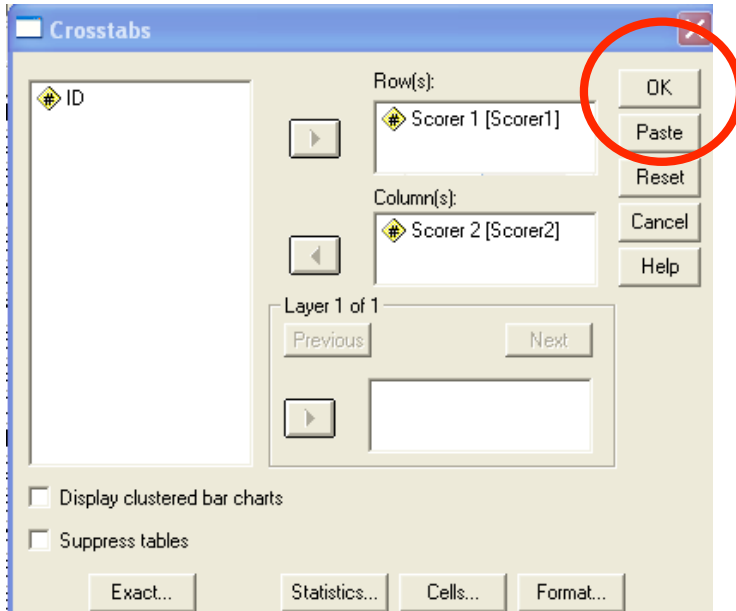 Crosstabs
ID
Row(s):
Scorer 1 [Scorer1]
Column(s):
Scorer 2 [Scorer2]
Layer 1 of 1
Previous
Next
OK
Paste
Reset
Cancel
Help
Display clustered bar charts
Suppress tables
Exact...
Statistics...
Cells...
Format...